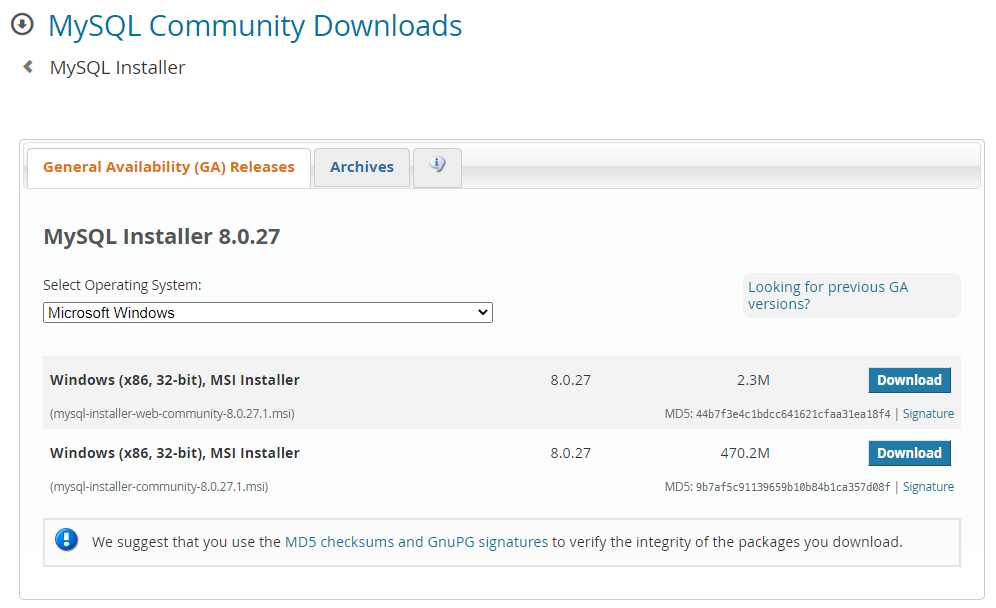 MySQL Community Downloads
MySQL Installer
General Availability (GA) Releases
Archives
MySQL Installer 8.0.27
Select Operating System:
Microsoft Windows
Looking for previous GA
versions?
Windows (x86, 32-bit), MSI Installer 8.0.27 2.3M Download
(mysql-installer-web-community-8.0.27.1.msi) MD5: 44b7f3e4c1bdcc641621cfaa31ea18f4 | Signature
Windows (x86, 32-bit), MSI Installer 8.0.27 470.2M Download
(mysql-installer-community-8.0.27.1.msi) MD5: 9b7af5c91139659b10b84b1ca357d08f | Signature
We suggest that you use the MD5 checksums and GnuPG signatures to verify the integrity of the packages you download.